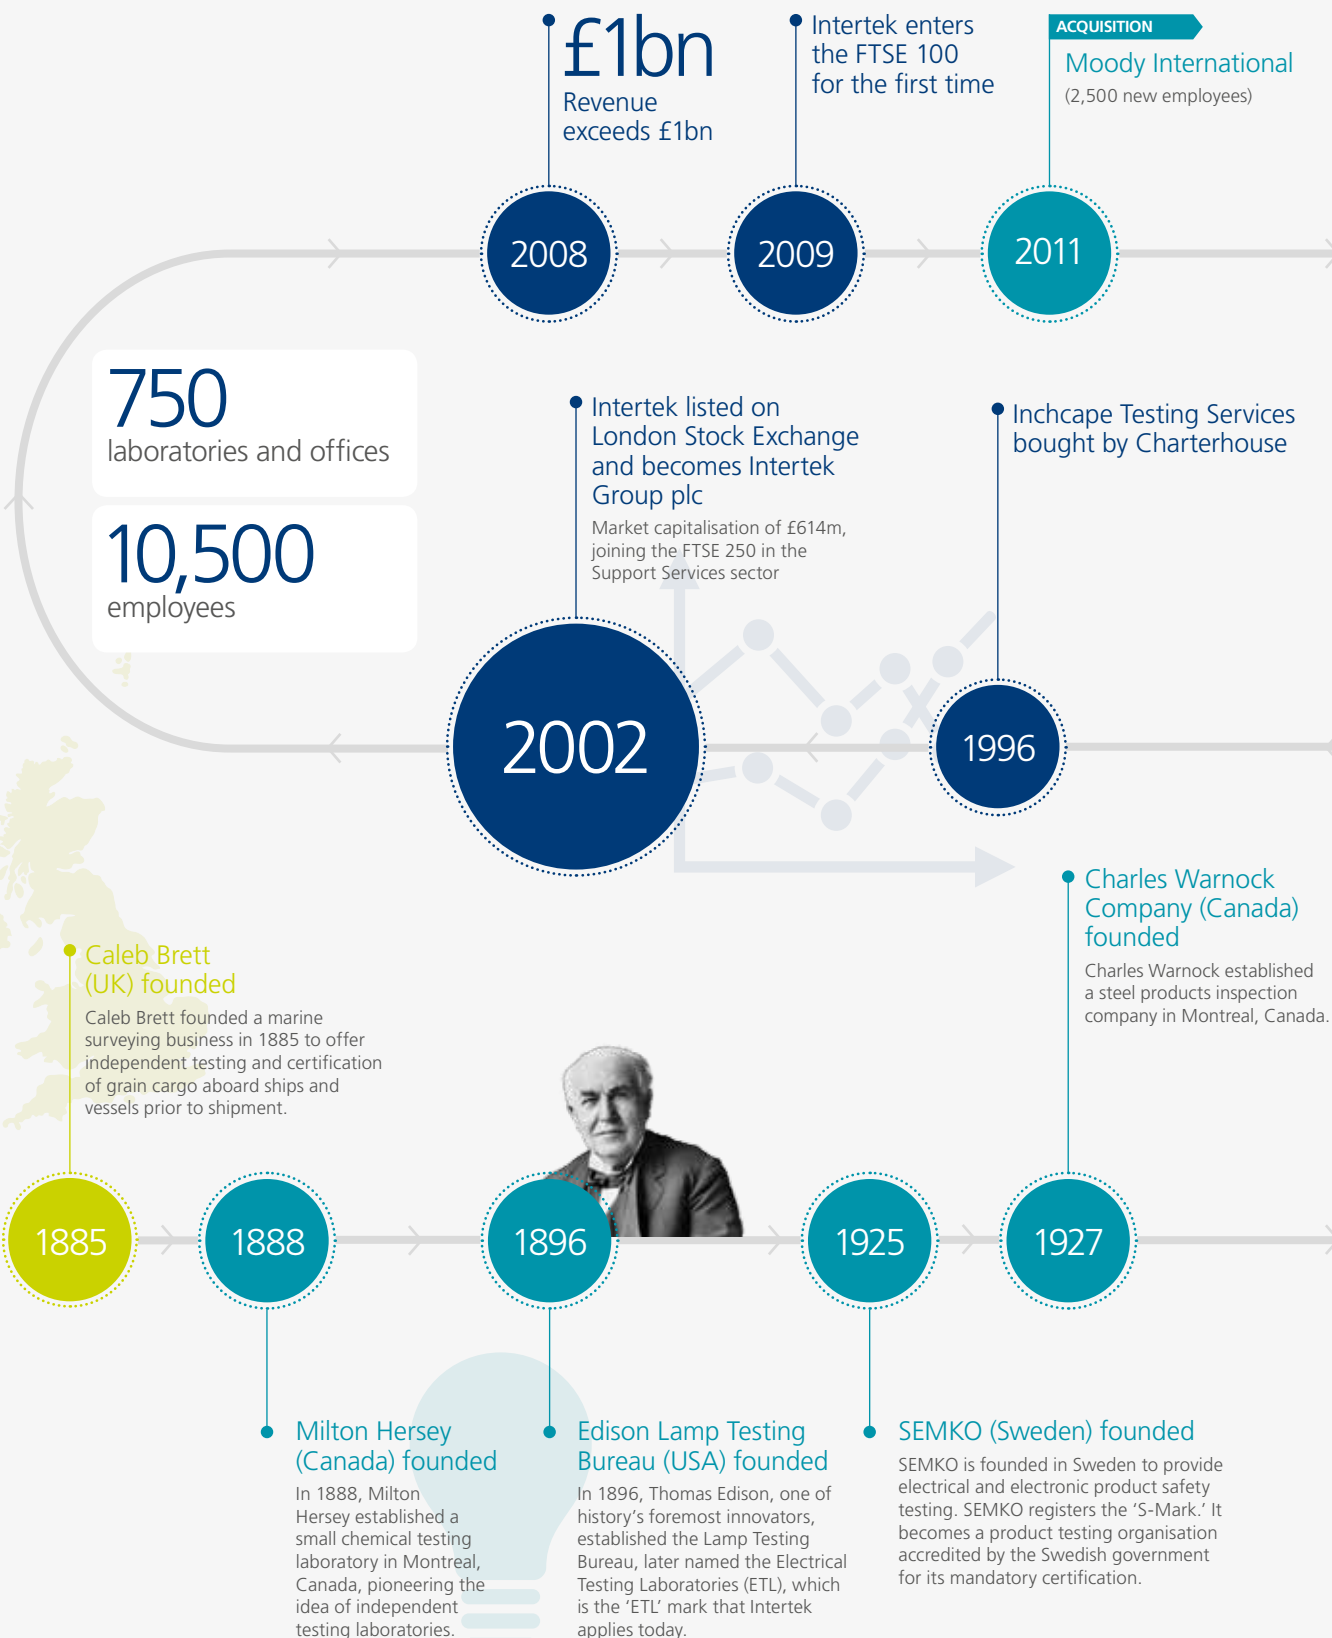 £1bn
Revenue
exceeds £1bn
Intertek enters
the FTSE 100
for the first time
ACQUISITION
Moody International
(2,500 new employees)
2008
2009
2011
750
laboratories and offices
10,500
employees
Intertek listed on
London Stock Exchange
and becomes Intertek
Group plc
Market capitalisation of £614m,
joining the FTSE 250 in the
Support Services sector
Inchcape Testing Services
bought by Charterhouse
2002
1996
Caleb Brett
(UK) founded
Caleb Brett founded a marine
surveying business in 1885 to offer
independent testing and certification
of grain cargo aboard ships and
vessels prior to shipment.
Charles Warnock
Company (Canada)
founded
Charles Warnock established
a steel products inspection
company in Montreal, Canada.
1885
1888
1896
1925
1927
Milton Hersey
(Canada) founded
In 1888, Milton
Hersey established a
small chemical testing
laboratory in Montreal,
Canada, pioneering the
idea of independent
testing laboratories.
Edison Lamp Testing
Bureau (USA) founded
In 1896, Thomas Edison, one of
history's foremost innovators,
established the Lamp Testing
Bureau, later named the Electrical
Testing Laboratories (ETL), which
is the ‘ETL’ mark that Intertek
applies today.
SEMKO (Sweden) founded
SEMKO is founded in Sweden to provide
electrical and electronic product safety
testing. SEMKO registers the ‘S-Mark.’ It
becomes a product testing organisation
accredited by the Swedish government
for its mandatory certification.